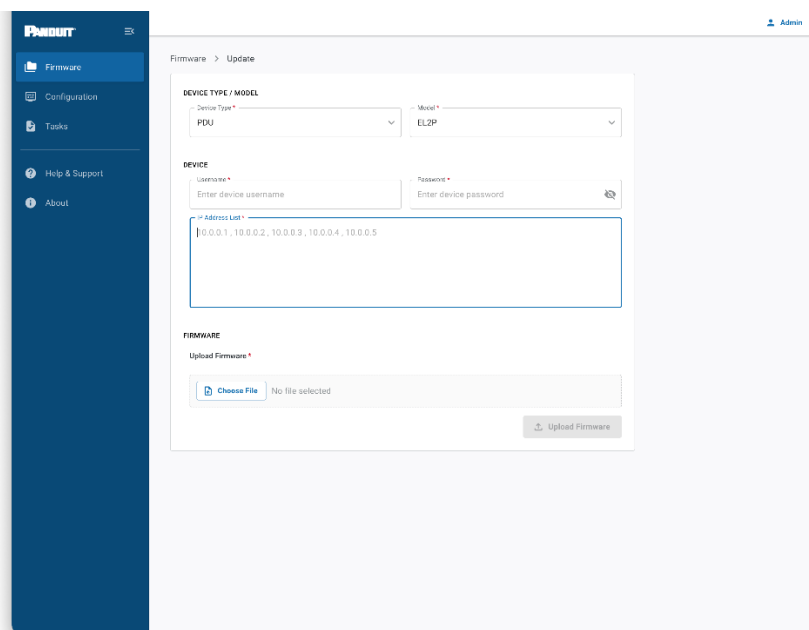 PANDUIT
Admin
Firmware
Configuration
Tasks
Help & Support
About
Firmware > Update
DEVICE TYPE / MODEL
Device Type *
PDU
Model *
EL2P
DEVICE
Username *
Enter device username
Password *
Enter device password
IP Address List *
10.0.0.1 , 10.0.0.2 , 10.0.0.3 , 10.0.0.4 , 10.0.0.5
FIRMWARE
Upload Firmware *
Choose File No file selected
Upload Firmware